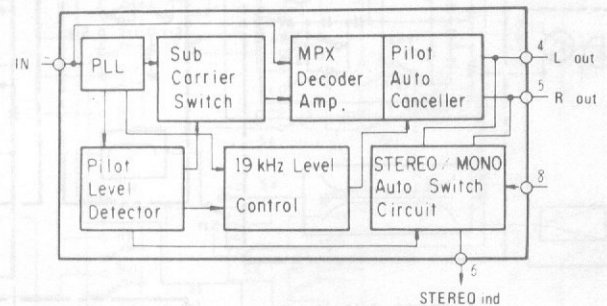 IN
PLL
Sub
Carrier
Switch
MPX
Decoder
Amp.
Pilot
Auto
Canceller
4
L out
5
R out
Pilot
Level
Detector
19 kHz Level
Control
STEREO / MONO
Auto Switch
Circuit
8
6
STEREO ind